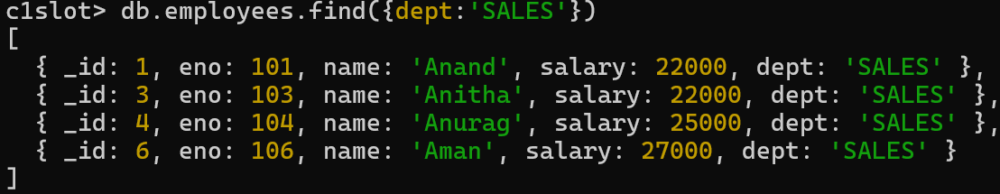 c1slot> db.employees.find({dept:'SALES'})
[
  { _id: 1, eno: 101, name: 'Anand', salary: 22000, dept: 'SALES' },
  { _id: 3, eno: 103, name: 'Anitha', salary: 22000, dept: 'SALES' },
  { _id: 4, eno: 104, name: 'Anurag', salary: 25000, dept: 'SALES' },
  { _id: 6, eno: 106, name: 'Aman', salary: 27000, dept: 'SALES' }
]